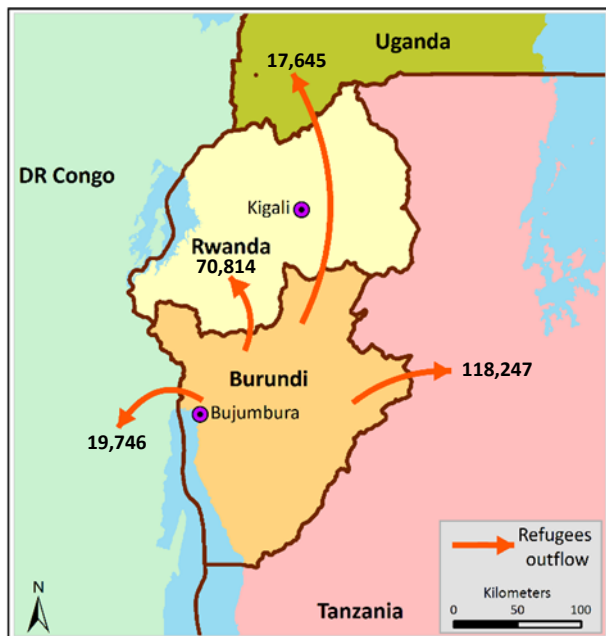 Uganda
17,645
DR Congo
Kigali
Rwanda
70,814
Burundi
118,247
Bujumbura
19,746
Refugees
outflow
N
Kilometers
0 50 100
Tanzania